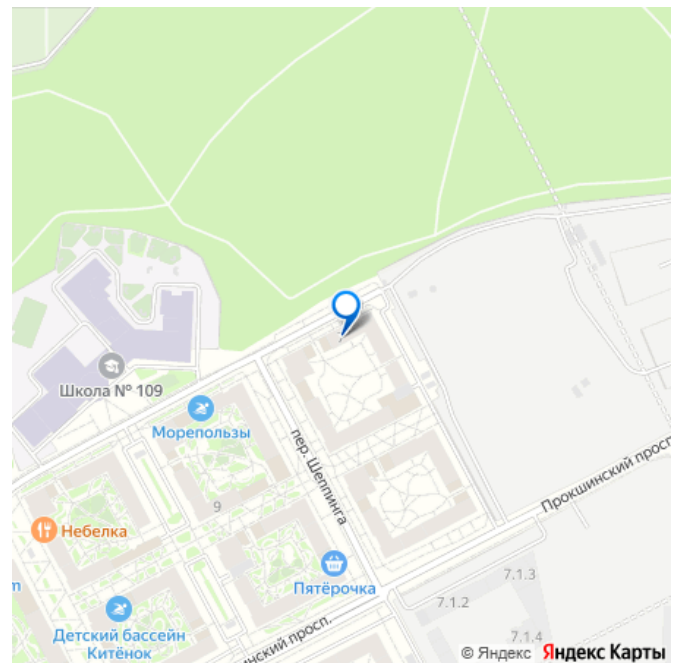 Школа № 109
Морепользы
пер. Шеппинга
Прокшинский просп
9
Небелка
Пятёрочка
7.1.3
7.1.2
m
Детский бассейн
Китёнок
шинский просп.
7.1.4
© Яндекс Яндекс Карты